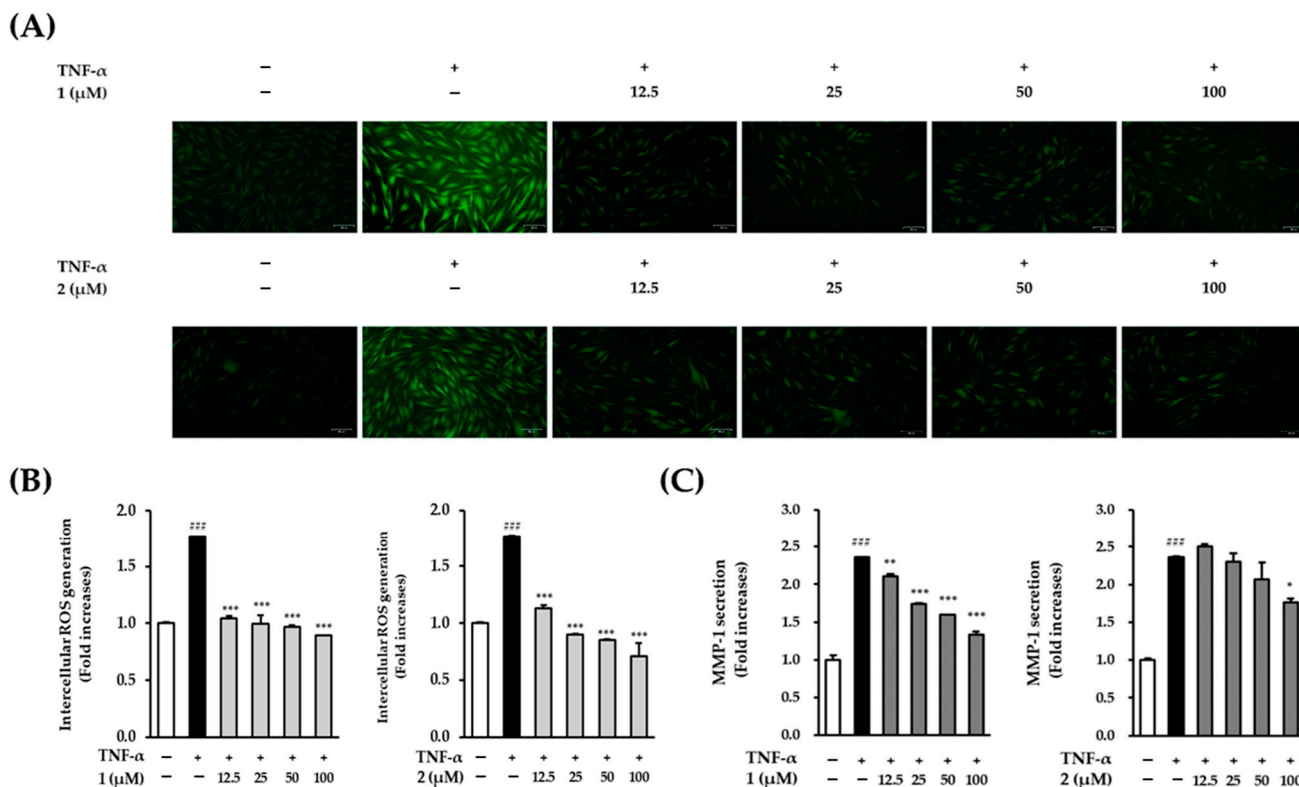 (A)
TNF-α – + + + + +
1 (μM) – – 12.5 25 50 100
TNF-α – + + + + +
2 (μM) – – 12.5 25 50 100
(B)
Intercellular ROS generation
(Fold increases)
2.0
1.5
1.0
0.5
0.0
###
*** *** *** ***
TNF-α – + + + + +
1 (μM) – – 12.5 25 50 100
Intercellular ROS generation
(Fold increases)
2.0
1.5
1.0
0.5
0.0
###
*** *** *** ***
TNF-α – + + + + +
2 (μM) – – 12.5 25 50 100
(C)
MMP-1 secretion
(Fold increases)
3.0
2.5
2.0
1.5
1.0
0.5
0.0
###
** *** *** ***
TNF-α – + + + + +
1 (μM) – – 12.5 25 50 100
MMP-1 secretion
(Fold increases)
3.0
2.5
2.0
1.5
1.0
0.5
0.0
###
*
TNF-α – + + + + +
2 (μM) – – 12.5 25 50 100